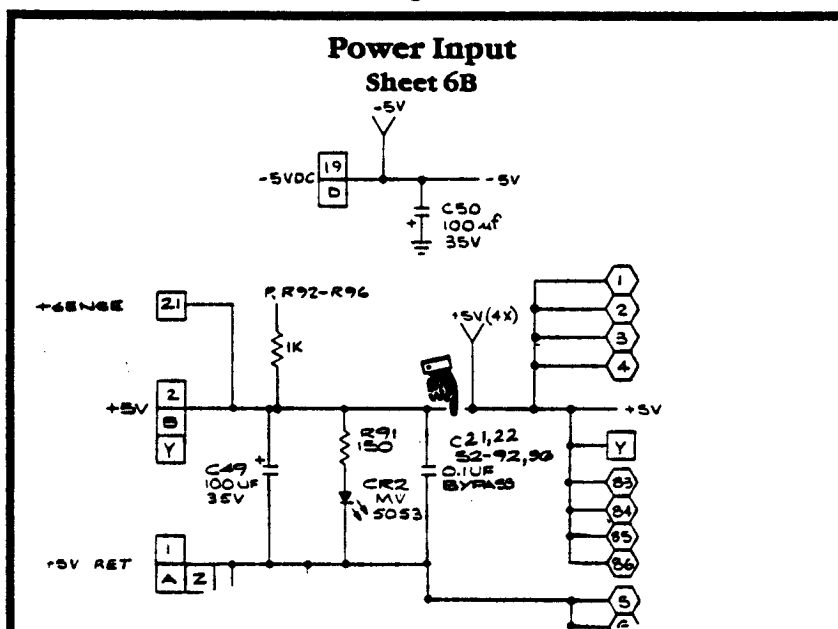 Power Input
Sheet 6B
-5V
-5VDC
19
D
-5V
C50
100 uf
35V
+
+SENSE
21
R92-R96
1K
+5V(4X)
1
2
3
4
+5V
2
B
Y
+5V
C49
100UF
35V
+
R91
150
CR2
MV
5053
C21,22
52-92,96
0.1UF
BYPASS
Y
83
84
85
86
+5V RET
1
A
Z
5